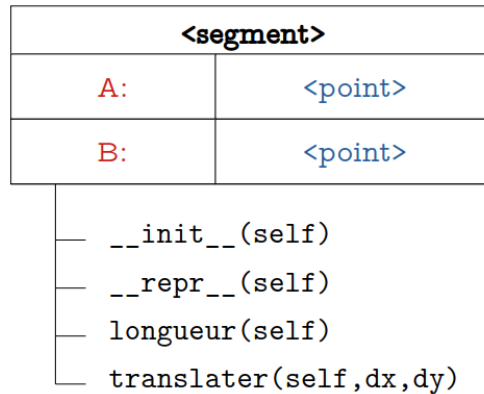 <segment>
A: <point>
B: <point>
__init__(self)
__repr__(self)
longueur(self)
translater(self,dx,dy)